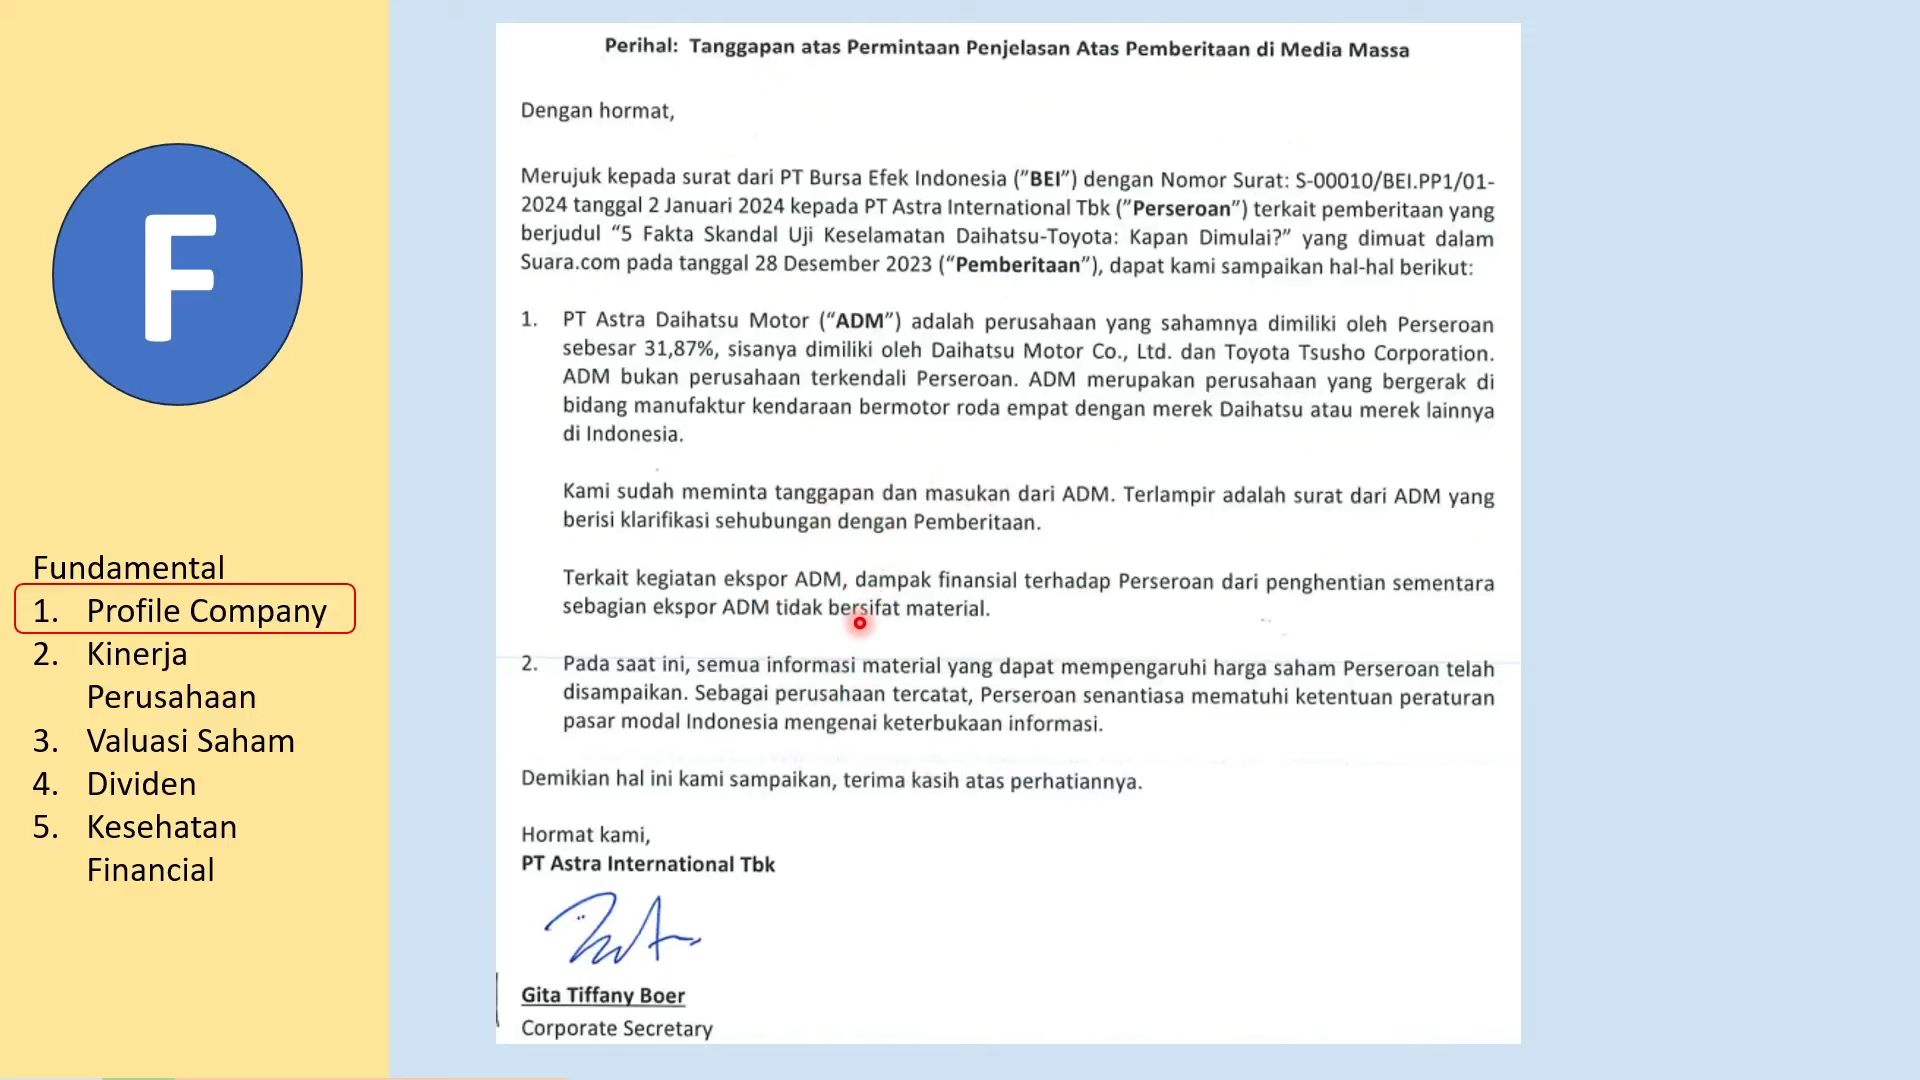 F
Fundamental
1. Profile Company
2. Kinerja
Perusahaan
3. Valuasi Saham
4. Dividen
5. Kesehatan
Financial
Perihal: Tanggapan atas Permintaan Penjelasan Atas Pemberitaan di Media Massa
Dengan hormat,
Merujuk kepada surat dari PT Bursa Efek Indonesia (”BEI”) dengan Nomor Surat: S-00010/BEI.PP1/01-
2024 tanggal 2 Januari 2024 kepada PT Astra International Tbk (”Perseroan”) terkait pemberitaan yang
berjudul “5 Fakta Skandal Uji Keselamatan Daihatsu-Toyota: Kapan Dimulai?” yang dimuat dalam
Suara.com pada tanggal 28 Desember 2023 (“Pemberitaan”), dapat kami sampaikan hal-hal berikut:
1. PT Astra Daihatsu Motor (“ADM”) adalah perusahaan yang sahamnya dimiliki oleh Perseroan
sebesar 31,87%, sisanya dimiliki oleh Daihatsu Motor Co., Ltd. dan Toyota Tsusho Corporation.
ADM bukan perusahaan terkendali Perseroan. ADM merupakan perusahaan yang bergerak di
bidang manufaktur kendaraan bermotor roda empat dengan merek Daihatsu atau merek lainnya
di Indonesia.
Kami sudah meminta tanggapan dan masukan dari ADM. Terlampir adalah surat dari ADM yang
berisi klarifikasi sehubungan dengan Pemberitaan.
Terkait kegiatan ekspor ADM, dampak finansial terhadap Perseroan dari penghentian sementara
sebagian ekspor ADM tidak bersifat material.
2. Pada saat ini, semua informasi material yang dapat mempengaruhi harga saham Perseroan telah
disampaikan. Sebagai perusahaan tercatat, Perseroan senantiasa mematuhi ketentuan peraturan
pasar modal Indonesia mengenai keterbukaan informasi.
Demikian hal ini kami sampaikan, terima kasih atas perhatiannya.
Hormat kami,
PT Astra International Tbk
Gita Tiffany Boer
Corporate Secretary